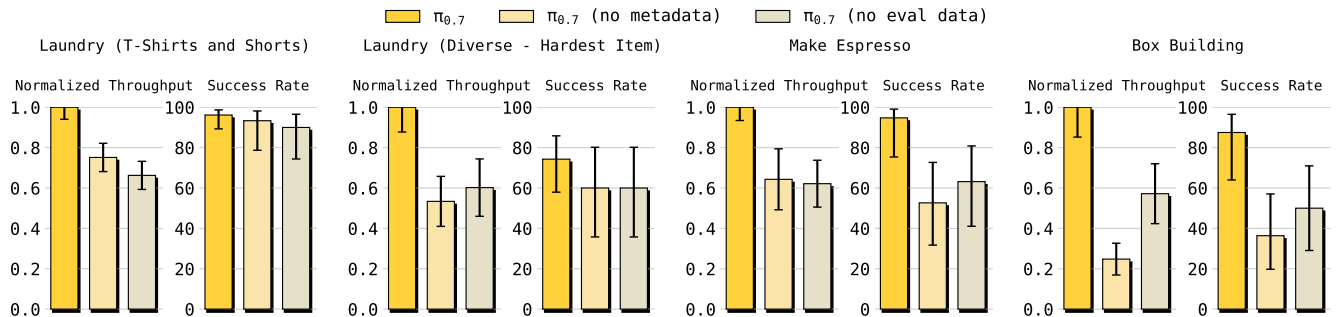 π0.7 π0.7 (no metadata) π0.7 (no eval data)
Laundry (T-Shirts and Shorts) Laundry (Diverse - Hardest Item) Make Espresso Box Building
Normalized Throughput Success Rate Normalized Throughput Success Rate Normalized Throughput Success Rate Normalized Throughput Success Rate
1.0 100 1.0 100 1.0 100 1.0 100
0.8 80 0.8 80 0.8 80 0.8 80
0.6 60 0.6 60 0.6 60 0.6 60
0.4 40 0.4 40 0.4 40 0.4 40
0.2 20 0.2 20 0.2 20 0.2 20
0.0 0 0.0 0 0.0 0 0.0 0